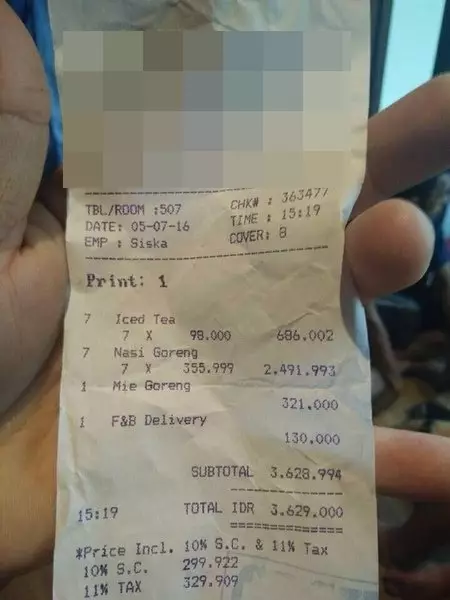 TBL/ROOM :507 CHK# : 363477
DATE: 05-07-16 TIME : 15:19
EMP : Siska COVER: 8
Print: 1
7 Iced Tea
7 X 98.000 686.002
7 Nasi Goreng
7 X 355.999 2.491.993
1 Mie Goreng
321.000
1 F&B Delivery
130.000
SUBTOTAL 3.628.994
15:19 TOTAL IDR 3.629.000
*Price Incl. 10% S.C. & 11% Tax
10% S.C. 299.922
11% TAX 329.909